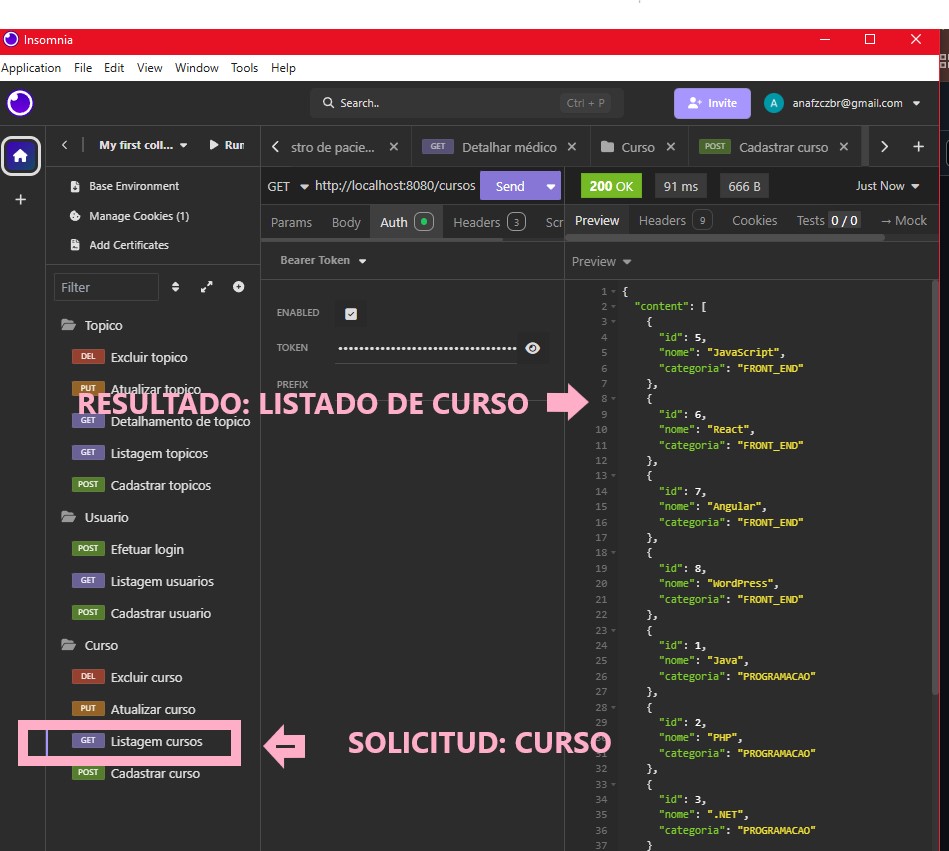 Insomnia
Application File Edit View Window Tools Help
Search.. Ctrl + P
Invite
A anafzczbr@gmail.com
My first coll... Run
stro de pacie... GET Detalhar médico Curso POST Cadastrar curso
Base Environment
Manage Cookies (1)
Add Certificates
GET http://localhost:8080/cursos Send 200 OK 91 ms 666 B Just Now
Params Body Auth Headers 3 Scr
Preview Headers 9 Cookies Tests 0 / 0 → Mock
Bearer Token
Preview
Filter
ENABLED
TOKEN ••••••••••••••••••••••••••••••••••
PREFIX
Topico
DEL Excluir topico
PUT Atualizar topico
RESULTADO: LISTADO DE CURSO
GET Detalhamento de topico
GET Listagem topicos
POST Cadastrar topicos
Usuario
POST Efetuar login
GET Listagem usuarios
POST Cadastrar usuario
Curso
DEL Excluir curso
PUT Atualizar curso
GET Listagem cursos
SOLICITUD: CURSO
POST Cadastrar curso
1 {
2 "content": [
3 {
4 "id": 5,
5 "nome": "JavaScript",
6 "categoria": "FRONT_END"
7 },
8 {
9 "id": 6,
10 "nome": "React",
11 "categoria": "FRONT_END"
12 },
13 {
14 "id": 7,
15 "nome": "Angular",
16 "categoria": "FRONT_END"
17 },
18 {
19 "id": 8,
20 "nome": "WordPress",
21 "categoria": "FRONT_END"
22 },
23 {
24 "id": 1,
25 "nome": "Java",
26 "categoria": "PROGRAMACAO"
27 },
28 {
29 "id": 2,
"nome": "PHP",
31 "categoria": "PROGRAMACAO"
32 },
33 {
34 "id": 3,
35 "nome": ".NET",
36 "categoria": "PROGRAMACAO"
37 }